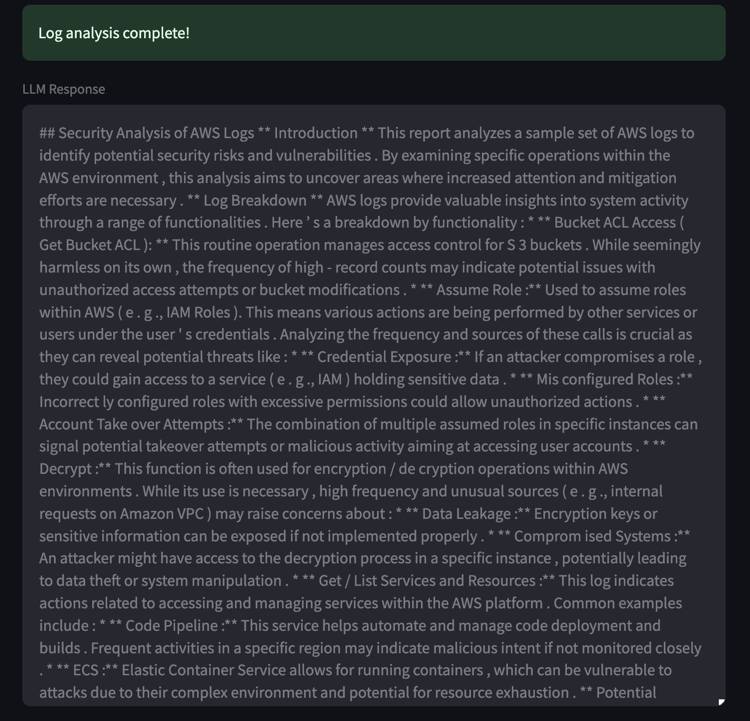 Log analysis complete!
LLM Response
## Security Analysis of AWS Logs ** Introduction ** This report analyzes a sample set of AWS logs to
identify potential security risks and vulnerabilities . By examining specific operations within the
AWS environment , this analysis aims to uncover areas where increased attention and mitigation
efforts are necessary . ** Log Breakdown ** AWS logs provide valuable insights into system activity
through a range of functionalities . Here ’ s a breakdown by functionality : * ** Bucket ACL Access (
Get Bucket ACL ): ** This routine operation manages access control for S 3 buckets . While seemingly
harmless on its own , the frequency of high - record counts may indicate potential issues with
unauthorized access attempts or bucket modifications . * ** Assume Role :** Used to assume roles
within AWS ( e . g ., IAM Roles ). This means various actions are being performed by other services or
users under the user ' s credentials . Analyzing the frequency and sources of these calls is crucial as
they can reveal potential threats like : * ** Credential Exposure :** If an attacker compromises a role ,
they could gain access to a service ( e . g ., IAM ) holding sensitive data . * ** Mis configured Roles :**
Incorrect ly configured roles with excessive permissions could allow unauthorized actions . * **
Account Take over Attempts :** The combination of multiple assumed roles in specific instances can
signal potential takeover attempts or malicious activity aiming at accessing user accounts . * **
Decrypt :** This function is often used for encryption / de cryption operations within AWS
environments . While its use is necessary , high frequency and unusual sources ( e . g ., internal
requests on Amazon VPC ) may raise concerns about : * ** Data Leakage :** Encryption keys or
sensitive information can be exposed if not implemented properly . * ** Comprom ised Systems :**
An attacker might have access to the decryption process in a specific instance , potentially leading
to data theft or system manipulation . * ** Get / List Services and Resources :** This log indicates
actions related to accessing and managing services within the AWS platform . Common examples
include : * ** Code Pipeline :** This service helps automate and manage code deployment and
builds . Frequent activities in a specific region may indicate malicious intent if not monitored closely
. * ** ECS :** Elastic Container Service allows for running containers , which can be vulnerable to
attacks due to their complex environment and potential for resource exhaustion . ** Potential